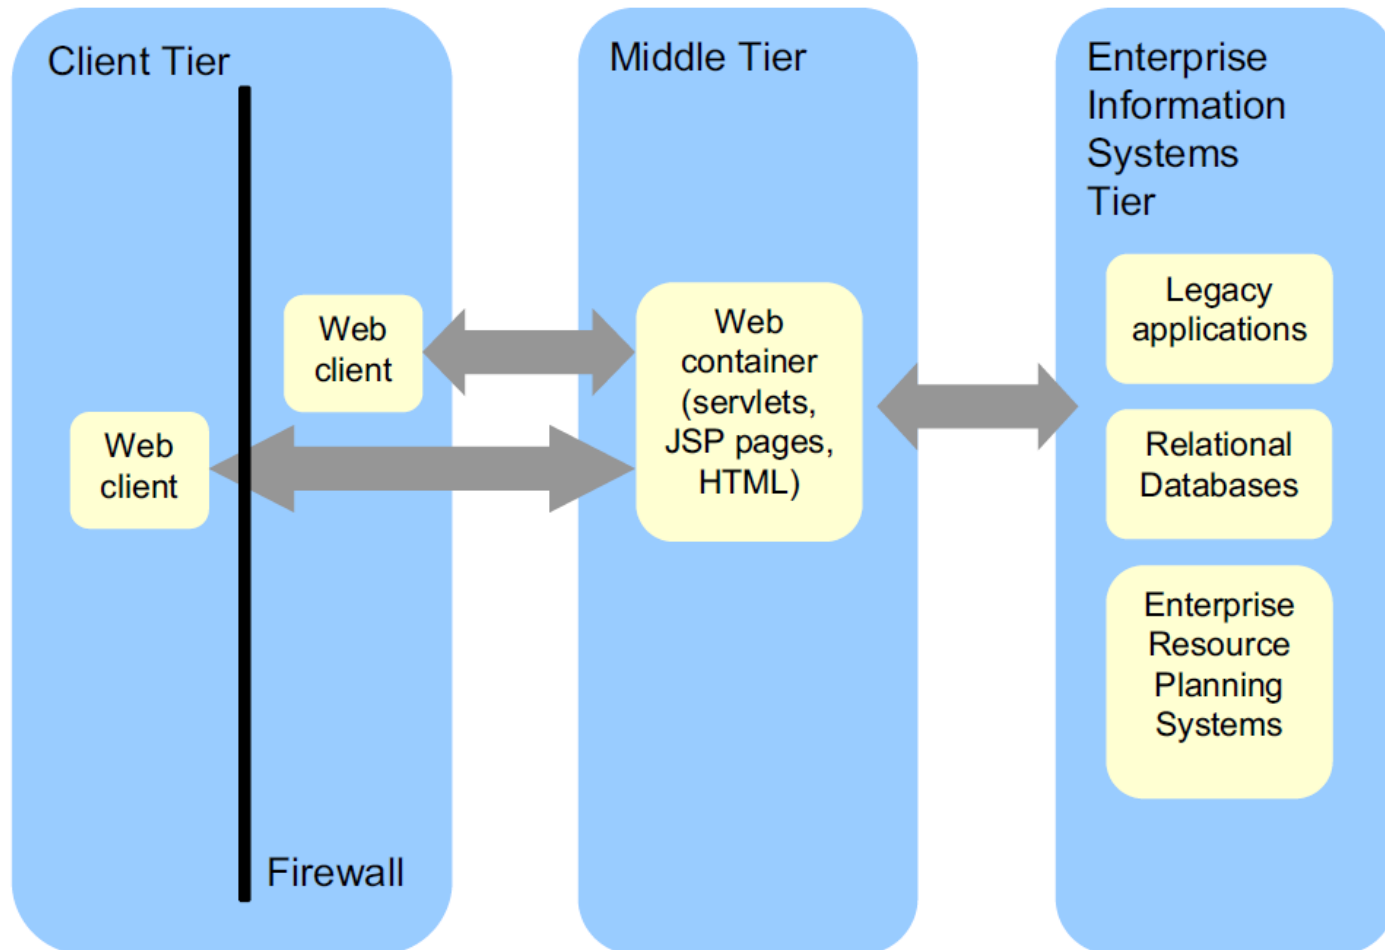 Client Tier
Web
client
Web
client
Firewall
Middle Tier
Web
container
(servlets,
JSP pages,
HTML)
Enterprise
Information
Systems
Tier
Legacy
applications
Relational
Databases
Enterprise
Resource
Planning
Systems